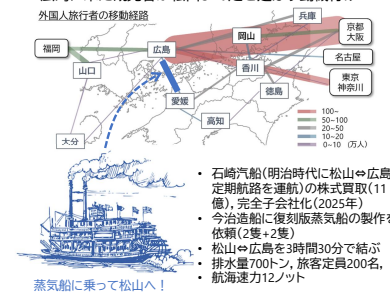 外国人旅行者の移動経路
兵庫
岡山
京都
大阪
福岡
広島
名古屋
山口
香川
東京
神奈川
愛媛
徳島
高知
大分
100~
50~100
20~50
10~20
0~10 (万人)
• 石崎汽船(明治時代に松山⇔広島
定期航路を運航)の株式買取(11
億), 完全子会社化(2025年)
• 今治造船に復刻版蒸気船の製作を
依頼(2隻+2隻)
• 松山⇔広島を3時間30分で結ぶ
• 排水量700トン, 旅客定員200名,
• 航海速力12ノット
蒸気船に乗って松山へ！